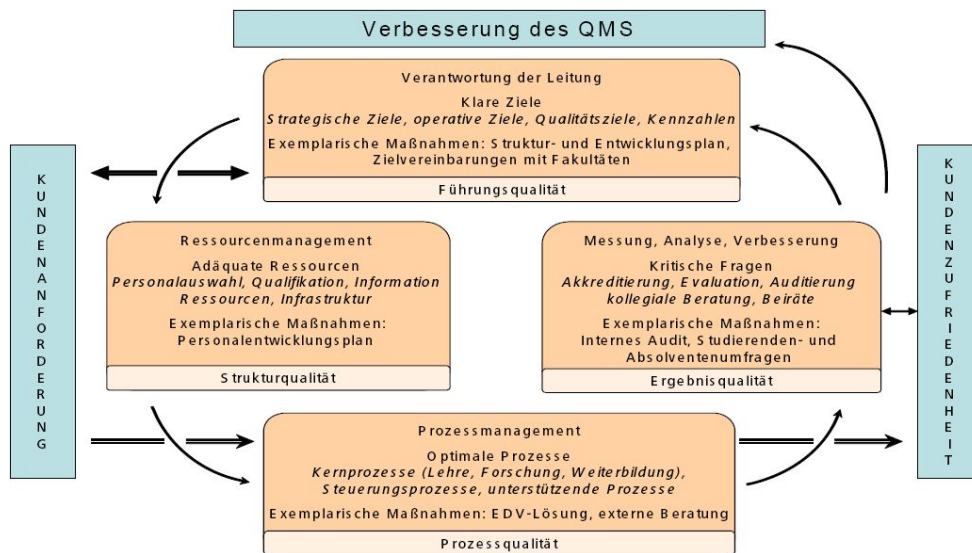 Verbesserung des QMS
Verantwortung der Leitung
Klare Ziele
Strategische Ziele, operative Ziele, Qualitätsziele, Kennzahlen
Exemplarische Maßnahmen: Struktur- und Entwicklungsplan,
Zielvereinbarungen mit Fakultäten
Führungsqualität
KUNDENANFORDERUNG
Ressourcenmanagement
Adäquate Ressourcen
Personalauswahl, Qualifikation, Information
Ressourcen, Infrastruktur
Exemplarische Maßnahmen:
Personalentwicklungsplan
Strukturqualität
Messung, Analyse, Verbesserung
Kritische Fragen
Akkreditierung, Evaluation, Auditierung
kollegiale Beratung, Beiräte
Exemplarische Maßnahmen:
Internes Audit, Studierenden- und
Absolventenumfragen
Ergebnisqualität
KUNDENZUFRIEDENHEIT
Prozessmanagement
Optimale Prozesse
Kernprozesse (Lehre, Forschung, Weiterbildung),
Steuerungsprozesse, unterstützende Prozesse
Exemplarische Maßnahmen: EDV-Lösung, externe Beratung
Prozessqualität